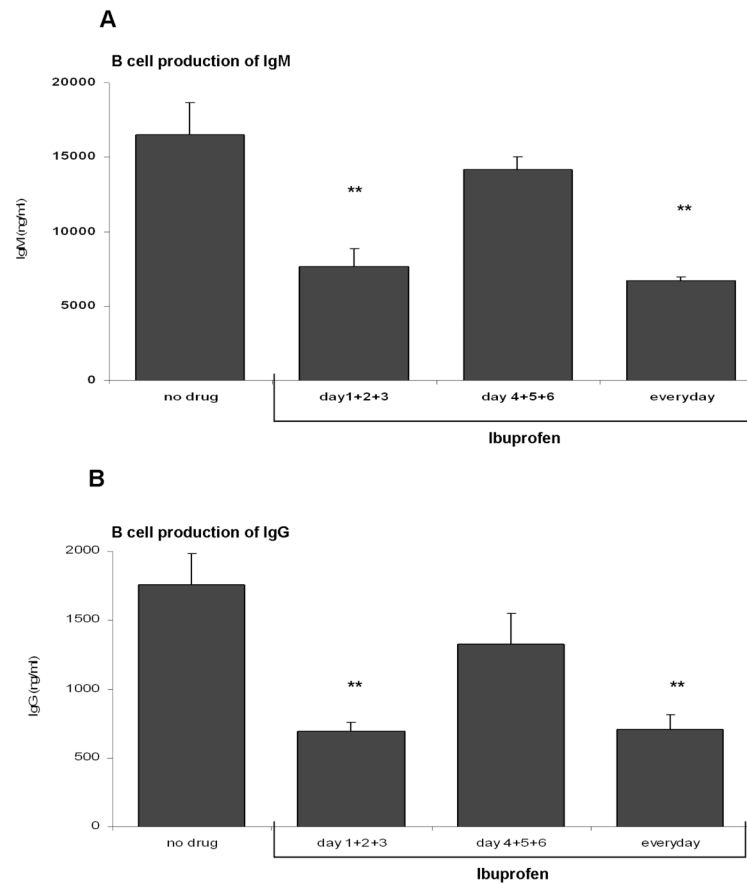 A
B cell production of IgM
20000
15000
10000
5000
0
IgM (ng/ml)
**
**
no drug day1+2+3 day 4+5+6 everyday
Ibuprofen
B
B cell production of IgG
2000
1500
1000
500
0
IgG (ng/ml)
**
**
no drug day 1+2+3 day 4+5+6 everyday
Ibuprofen